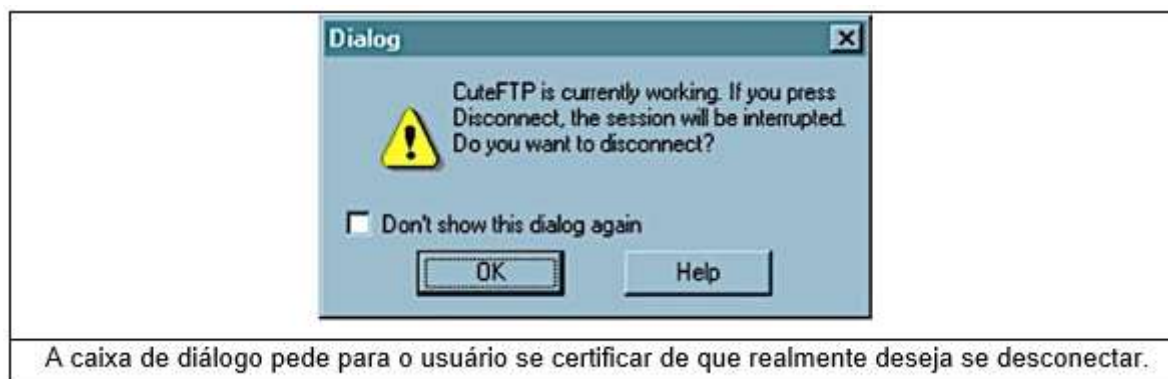 Dialog
CuteFTP is currently working. If you press
Disconnect, the session will be interrupted.
Do you want to disconnect?
Don't show this dialog again
OK
Help
A caixa de diálogo pede para o usuário se certificar de que realmente deseja se desconectar.